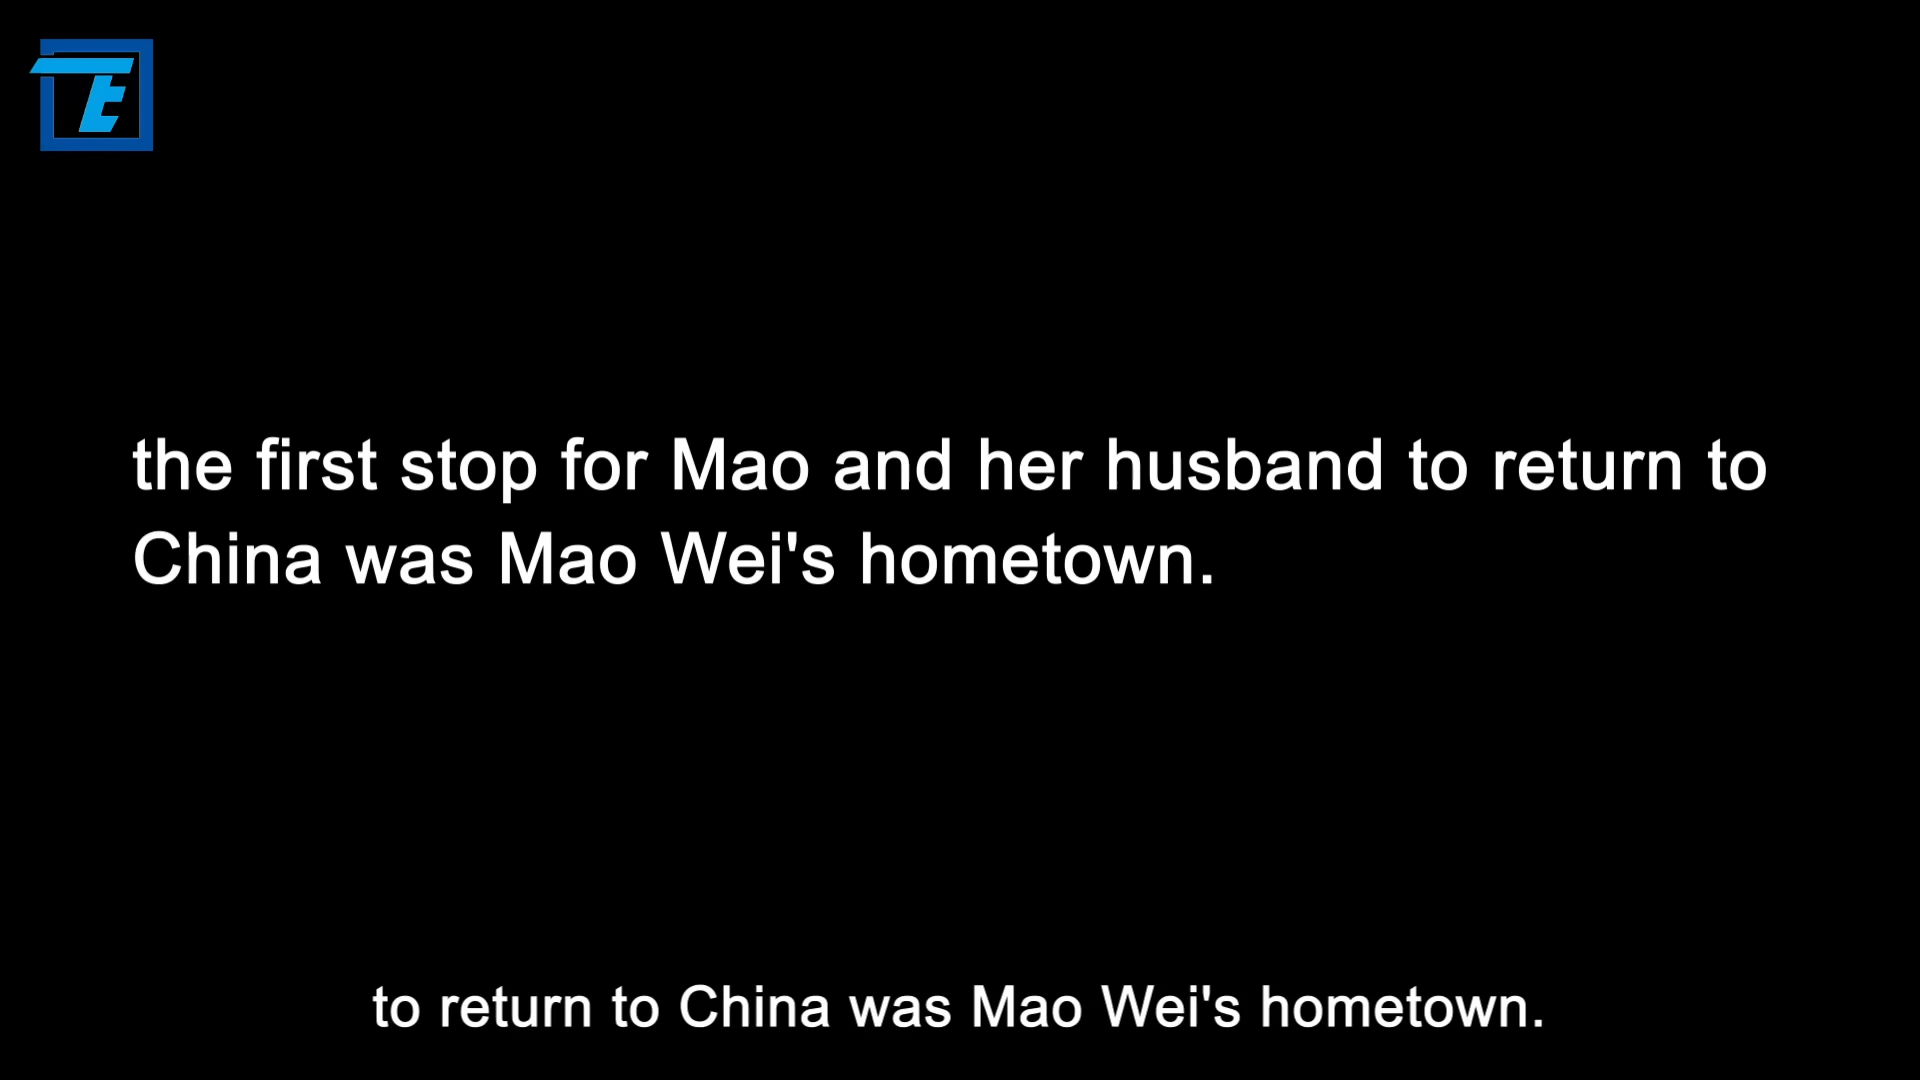 TE
the first stop for Mao and her husband to return to
China was Mao Wei's hometown.
to return to China was Mao Wei's hometown.